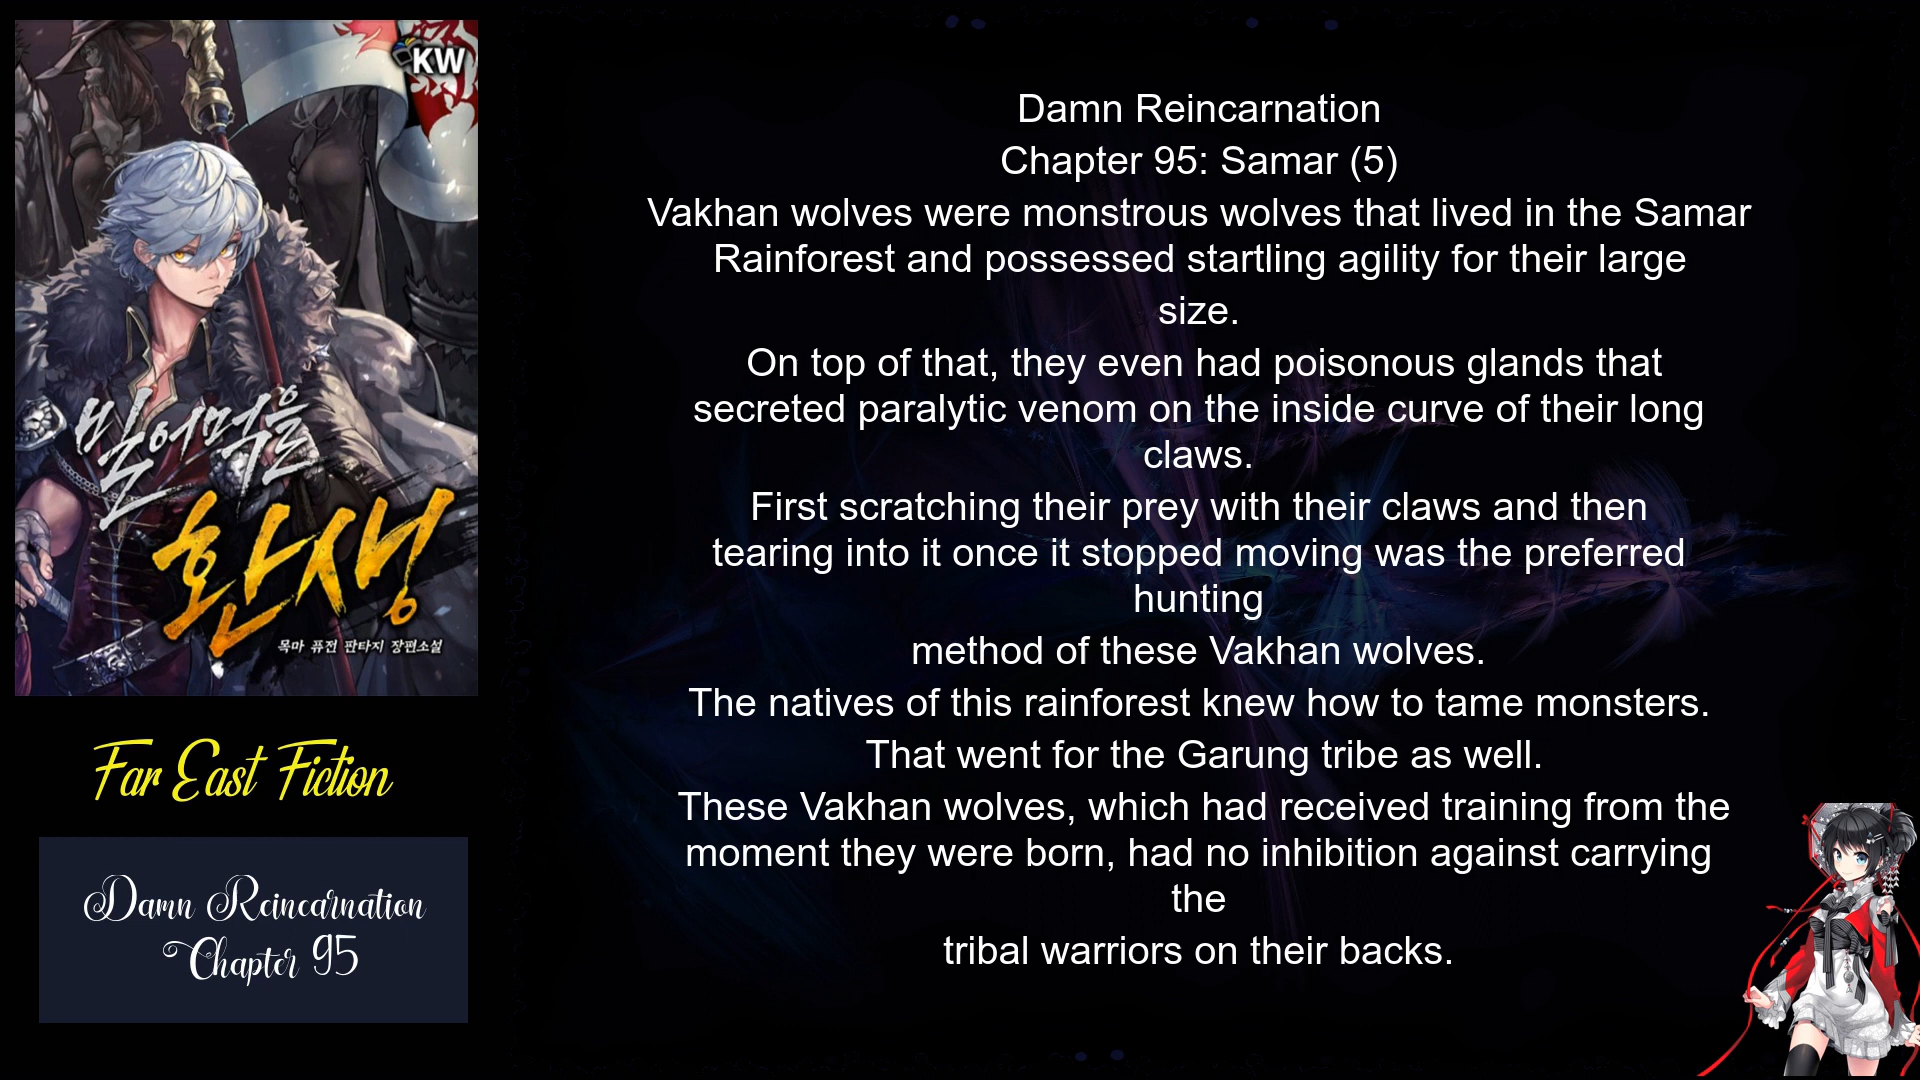 KW
빌어먹을
환생
목마 퓨전 판타지 장편소설
Far East Fiction
Damn Reincarnation
Chapter 95
Damn Reincarnation
Chapter 95: Samar (5)
Vakhan wolves were monstrous wolves that lived in the Samar
Rainforest and possessed startling agility for their large
size.
On top of that, they even had poisonous glands that
secreted paralytic venom on the inside curve of their long
claws.
First scratching their prey with their claws and then
tearing into it once it stopped moving was the preferred
hunting
method of these Vakhan wolves.
The natives of this rainforest knew how to tame monsters.
That went for the Garung tribe as well.
These Vakhan wolves, which had received training from the
moment they were born, had no inhibition against carrying
the
tribal warriors on their backs.